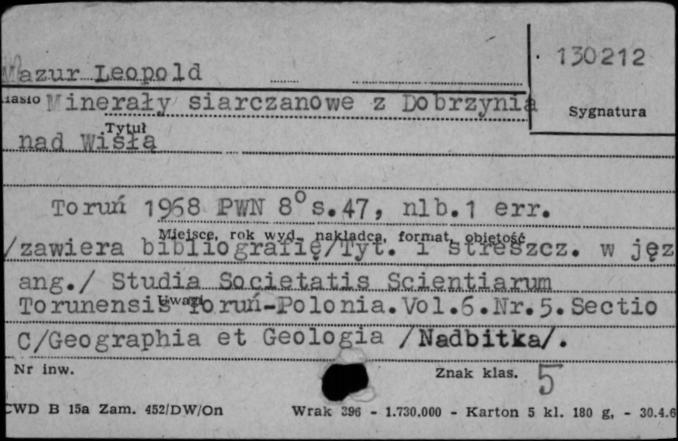 130212
Mazur Leopold
Hasło Minerały siarczanowe z Dobrzynia
Sygnatura
Tytuł
nad Wisłą
Toruń 1968 PWN 8° s.47, nlb.1 err.
Miejsce, rok wyd., nakładca, format, objętość
/zawiera bibliografię/Tyt. i streszcz. w jęz
ang./ Studia Societatis Scientiarum
Uwagi
Torunensis Toruń-Polonia.Vol.6.Nr.5.Sectio
C/Geographia et Geologia /Nadbitka/.
Nr inw.
Znak klas. 5
CWD B 15a Zam. 452/DW/On Wrak 396 - 1.730.000 - Karton 5 kl. 180 g. - 30.4.6